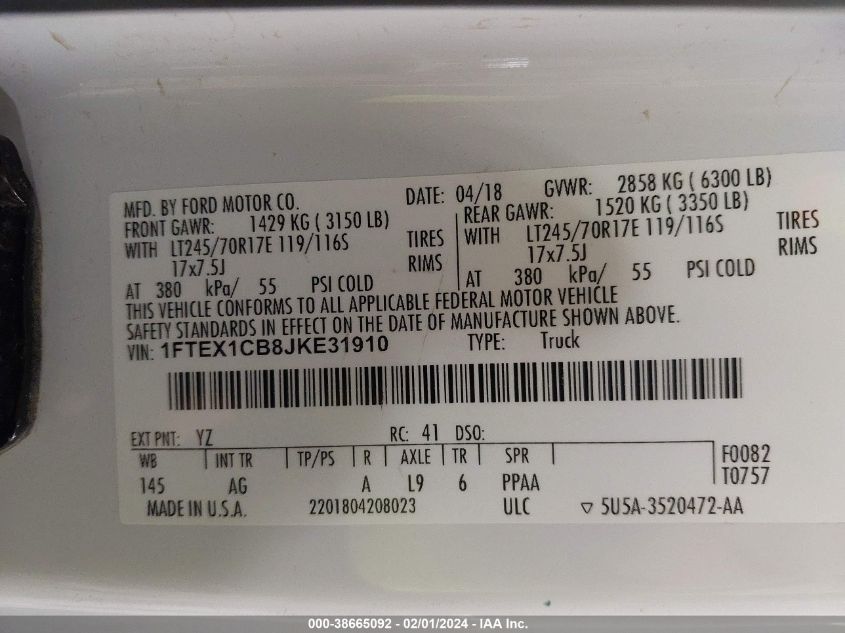 MFD. BY FORD MOTOR CO. DATE: 04/18 GVWR: 2858 KG ( 6300 LB)
FRONT GAWR: 1429 KG ( 3150 LB) REAR GAWR: 1520 KG ( 3350 LB)
WITH LT245/70R17E 119/116S TIRES WITH LT245/70R17E 119/116S TIRES
17x7.5J RIMS 17x7.5J RIMS
AT 380 kPa/ 55 PSI COLD AT 380 kPa/ 55 PSI COLD
THIS VEHICLE CONFORMS TO ALL APPLICABLE FEDERAL MOTOR VEHICLE
SAFETY STANDARDS IN EFFECT ON THE DATE OF MANUFACTURE SHOWN ABOVE.
VIN: 1FTEX1CB8JKE31910 TYPE: Truck
EXT PNT: YZ RC: 41 DSO:
WB INT TR TP/PS R AXLE TR SPR F0082
145 AG A L9 6 PPAA T0757
MADE IN U.S.A. 2201804208023 ULC ▽ 5U5A-3520472-AA
000-38665092 - 02/01/2024 - IAA Inc.